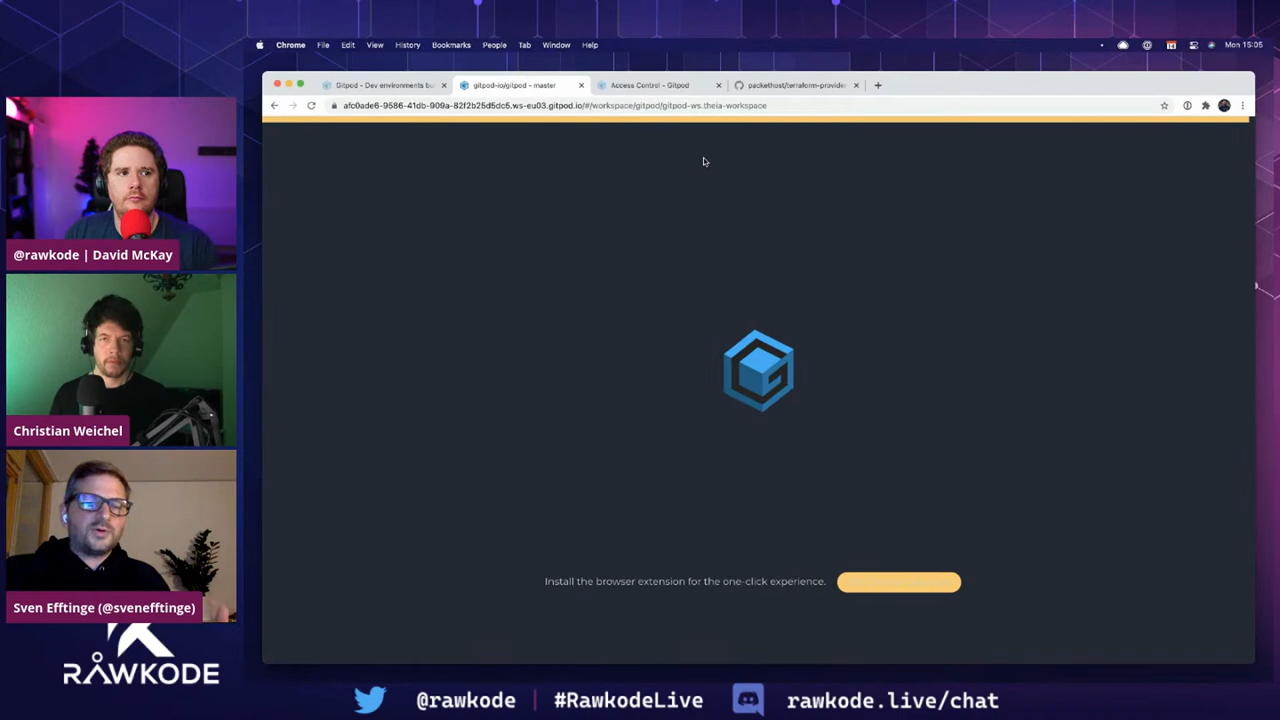 Chrome File Edit View History Bookmarks People Tab Window Help Mon 15:05
Gitpod - Dev environments bu
gitpod-io/gitpod - master
Access Control - Gitpod
packethost/terraform-provider
afc0ade6-9586-41db-909a-82f2b25d5dc5.ws-eu03.gitpod.io/#/workspace/gitpod/gitpod-ws.theia-workspace
@rawkode | David McKay
Christian Weichel
Install the browser extension for the one-click experience.
Sven Efftinge (@svenefftinge)
RAWKODE
@rawkode | #RawkodeLive rawkode.live/chat